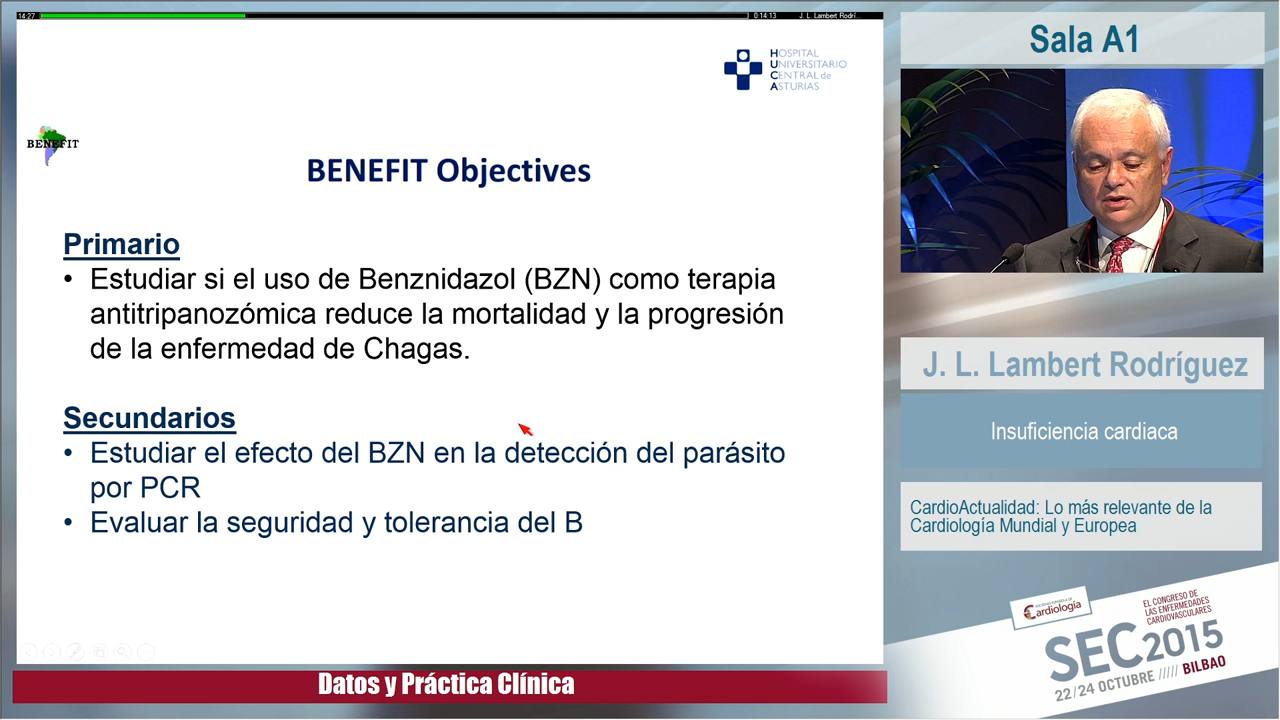 14:27
0:14:13
J. L. Lambert Rodrí...
HOSPITAL
UNIVERSITARIO
CENTRAL de
ASTURIAS
BENEFIT
BENEFIT Objectives
Primario
• Estudiar si el uso de Benznidazol (BZN) como terapia
antitripanozómica reduce la mortalidad y la progresión
de la enfermedad de Chagas.
Secundarios
• Estudiar el efecto del BZN en la detección del parásito
por PCR
• Evaluar la seguridad y tolerancia del B
Datos y Práctica Clínica
Sala A1
J. L. Lambert Rodríguez
Insuficiencia cardiaca
CardioActualidad: Lo más relevante de la
Cardiología Mundial y Europea
SOCIEDAD ESPAÑOLA DE
Cardiología
EL CONGRESO DE
LAS ENFERMEDADES
CARDIOVASCULARES
SEC2015
22/24 OCTUBRE ///// BILBAO